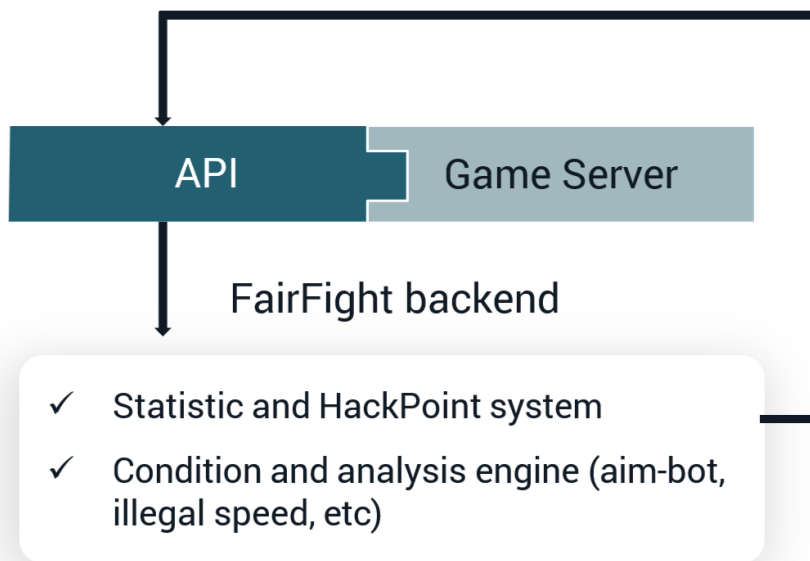 API
Game Server
FairFight backend
✓ Statistic and HackPoint system
✓ Condition and analysis engine (aim-bot,
illegal speed, etc)